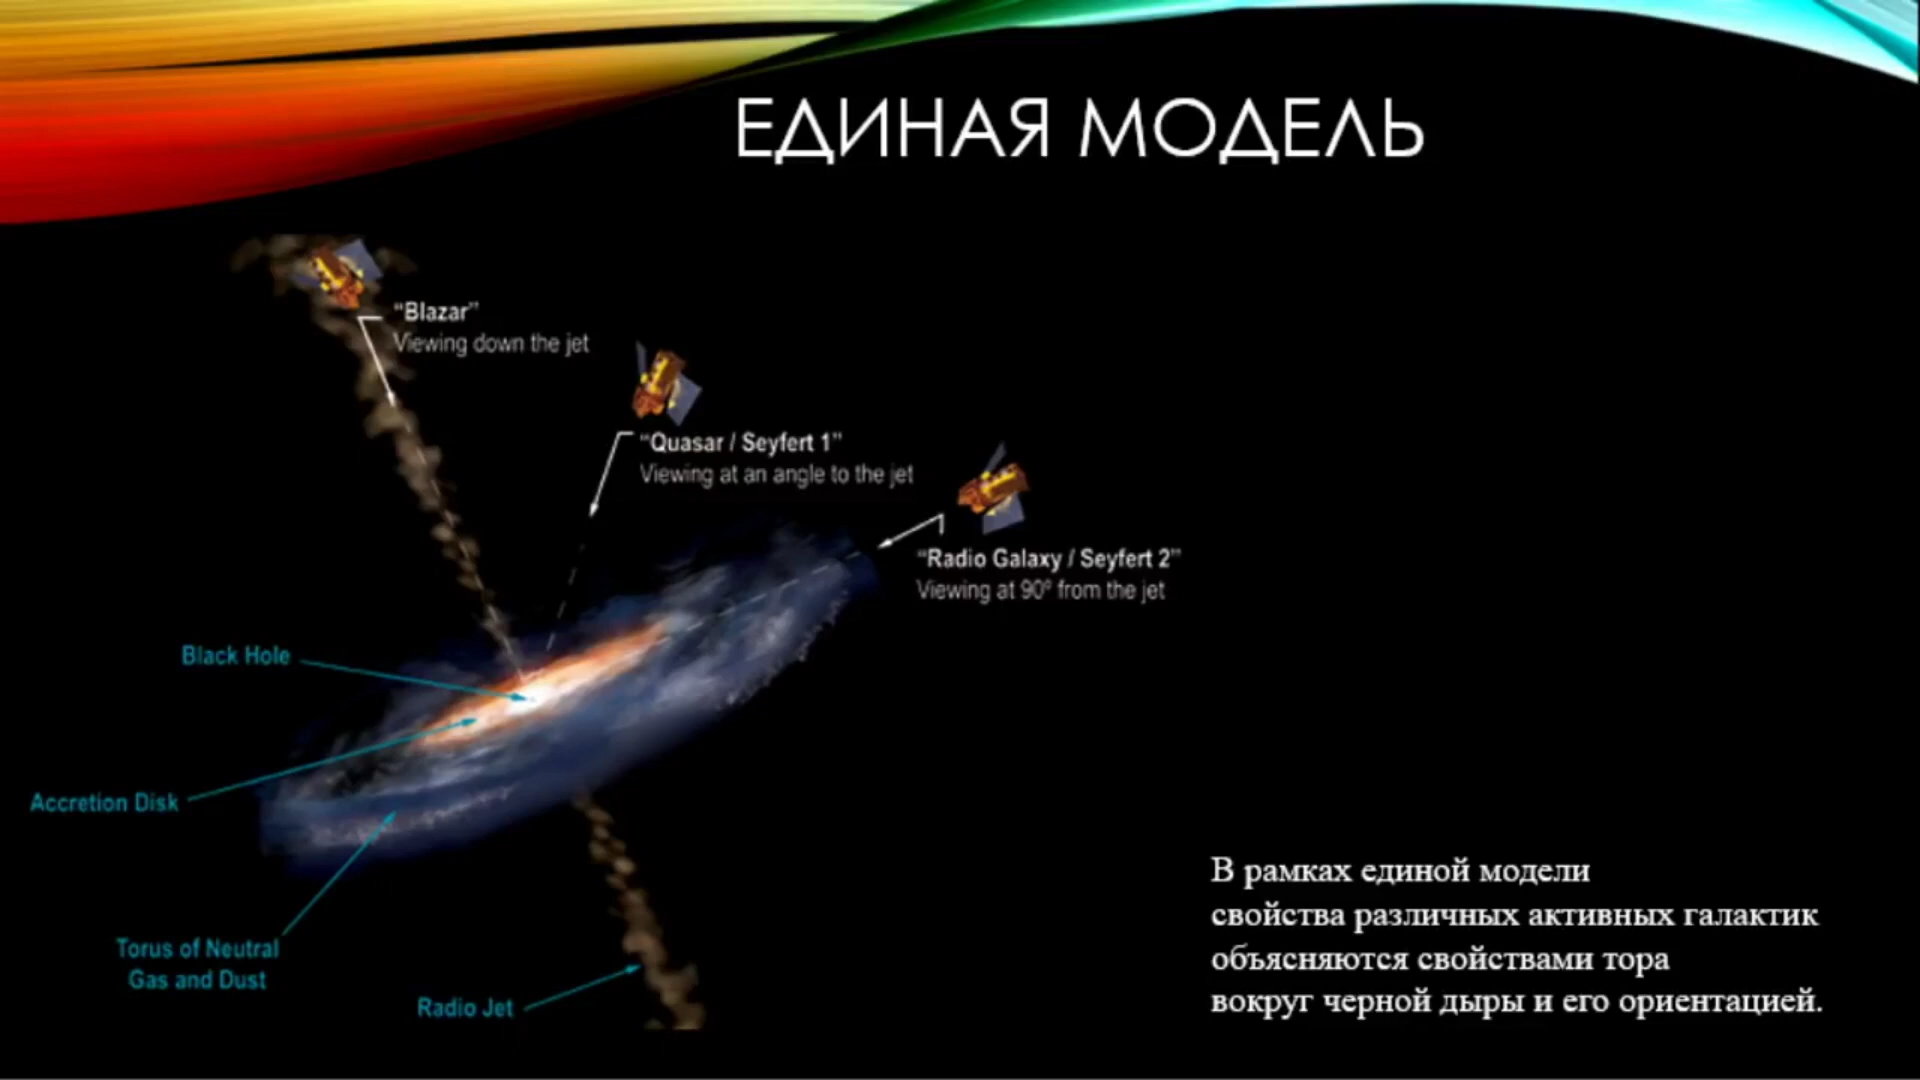 ЕДИНАЯ МОДЕЛЬ
“Blazar”
Viewing down the jet
“Quasar / Seyfert 1”
Viewing at an angle to the jet
“Radio Galaxy / Seyfert 2”
Viewing at 90º from the jet
Black Hole
Accretion Disk
Torus of Neutral
Gas and Dust
Radio Jet
В рамках единой модели
свойства различных активных галактик
объясняются свойствами тора
вокруг черной дыры и его ориентацией.